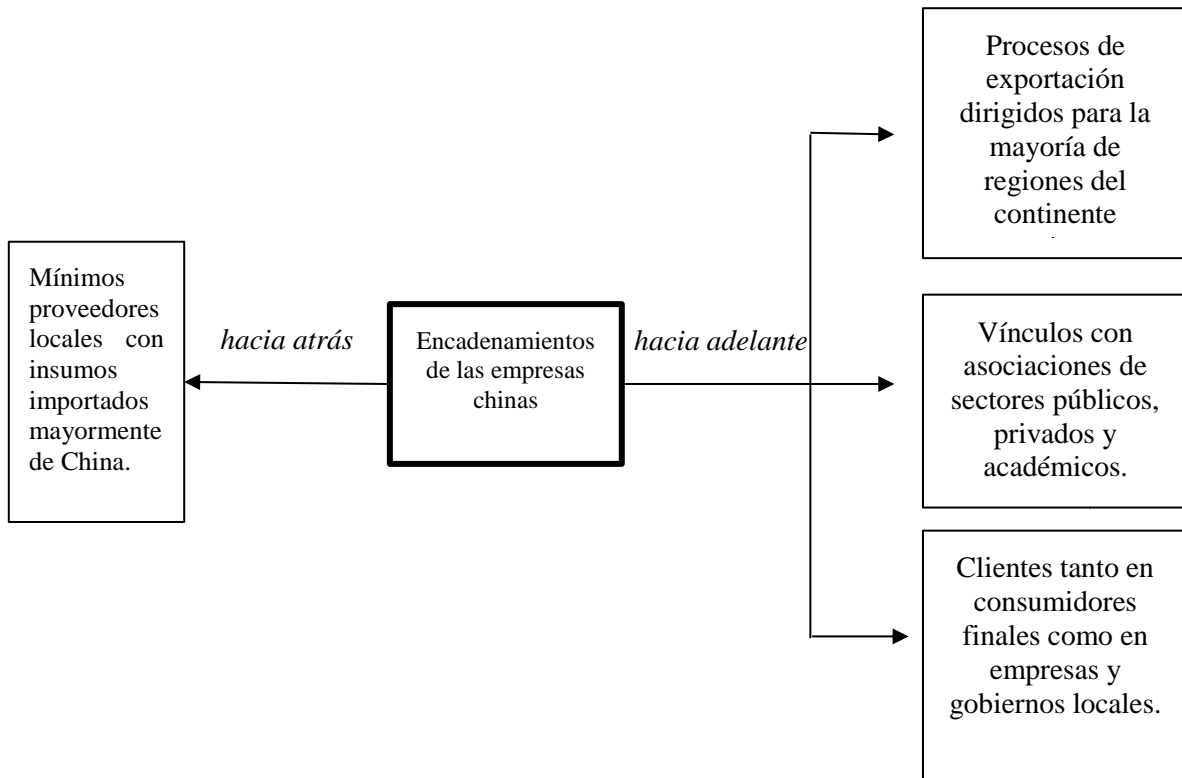 Procesos de
exportación
dirigidos para la
mayoría de
regiones del
continente
Mínimos
proveedores
locales con
insumos
importados
mayormente
de China.
hacia atrás
Encadenamientos
de las empresas
chinas
hacia adelante
Vínculos con
asociaciones de
sectores públicos,
privados y
académicos.
Clientes tanto en
consumidores
finales como en
empresas y
gobiernos locales.